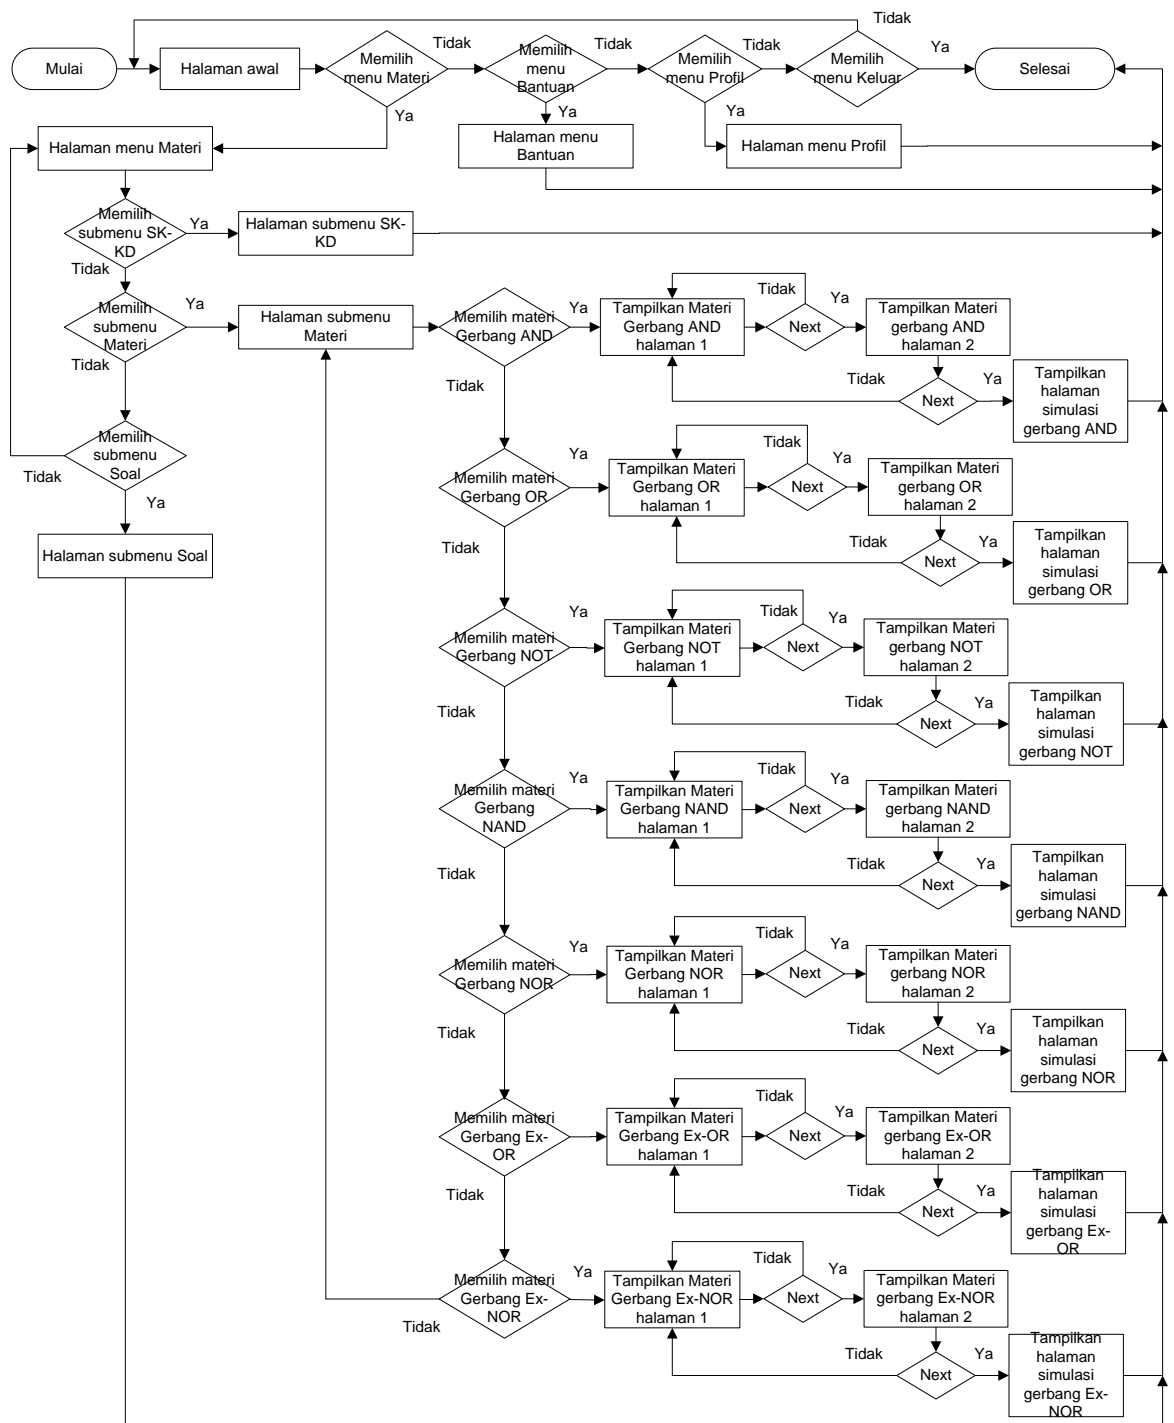 Tidak
Mulai
Halaman awal
Memilih
menu Materi
Tidak
Memilih
menu
Bantuan
Tidak
Memilih
menu Profil
Tidak
Memilih
menu Keluar
Ya
Selesai
Ya
Ya
Ya
Halaman menu Materi
Halaman menu
Bantuan
Halaman menu Profil
Memilih
submenu SK-
KD
Ya
Halaman submenu SK-
KD
Tidak
Memilih
submenu
Materi
Ya
Halaman submenu
Materi
Memilih materi
Gerbang AND
Ya
Tampilkan Materi
Gerbang AND
halaman 1
Tidak
Next
Ya
Tampilkan Materi
gerbang AND
halaman 2
Tidak
Tidak
Tidak
Next
Ya
Tampilkan
halaman
simulasi
gerbang AND
Memilih
submenu
Soal
Tidak
Ya
Halaman submenu Soal
Memilih materi
Gerbang OR
Ya
Tampilkan Materi
Gerbang OR
halaman 1
Tidak
Next
Ya
Tampilkan Materi
gerbang OR
halaman 2
Tidak
Tidak
Next
Ya
Tampilkan
halaman
simulasi
gerbang OR
Memilih materi
Gerbang NOT
Ya
Tampilkan Materi
Gerbang NOT
halaman 1
Tidak
Next
Ya
Tampilkan Materi
gerbang NOT
halaman 2
Tidak
Tidak
Next
Ya
Tampilkan
halaman
simulasi
gerbang NOT
Memilih materi
Gerbang
NAND
Ya
Tampilkan Materi
Gerbang NAND
halaman 1
Tidak
Next
Ya
Tampilkan Materi
gerbang NAND
halaman 2
Tidak
Tidak
Next
Ya
Tampilkan
halaman
simulasi
gerbang NAND
Memilih materi
Gerbang NOR
Ya
Tampilkan Materi
Gerbang NOR
halaman 1
Tidak
Next
Ya
Tampilkan Materi
gerbang NOR
halaman 2
Tidak
Tidak
Next
Ya
Tampilkan
halaman
simulasi
gerbang NOR
Memilih materi
Gerbang Ex-
OR
Ya
Tampilkan Materi
Gerbang Ex-OR
halaman 1
Tidak
Next
Ya
Tampilkan Materi
gerbang Ex-OR
halaman 2
Tidak
Tidak
Next
Ya
Tampilkan
halaman
simulasi
gerbang Ex-
OR
Memilih materi
Gerbang Ex-
NOR
Ya
Tampilkan Materi
Gerbang Ex-NOR
halaman 1
Tidak
Next
Ya
Tampilkan Materi
gerbang Ex-NOR
halaman 2
Tidak
Tidak
Next
Ya
Tampilkan
halaman
simulasi
gerbang Ex-
NOR